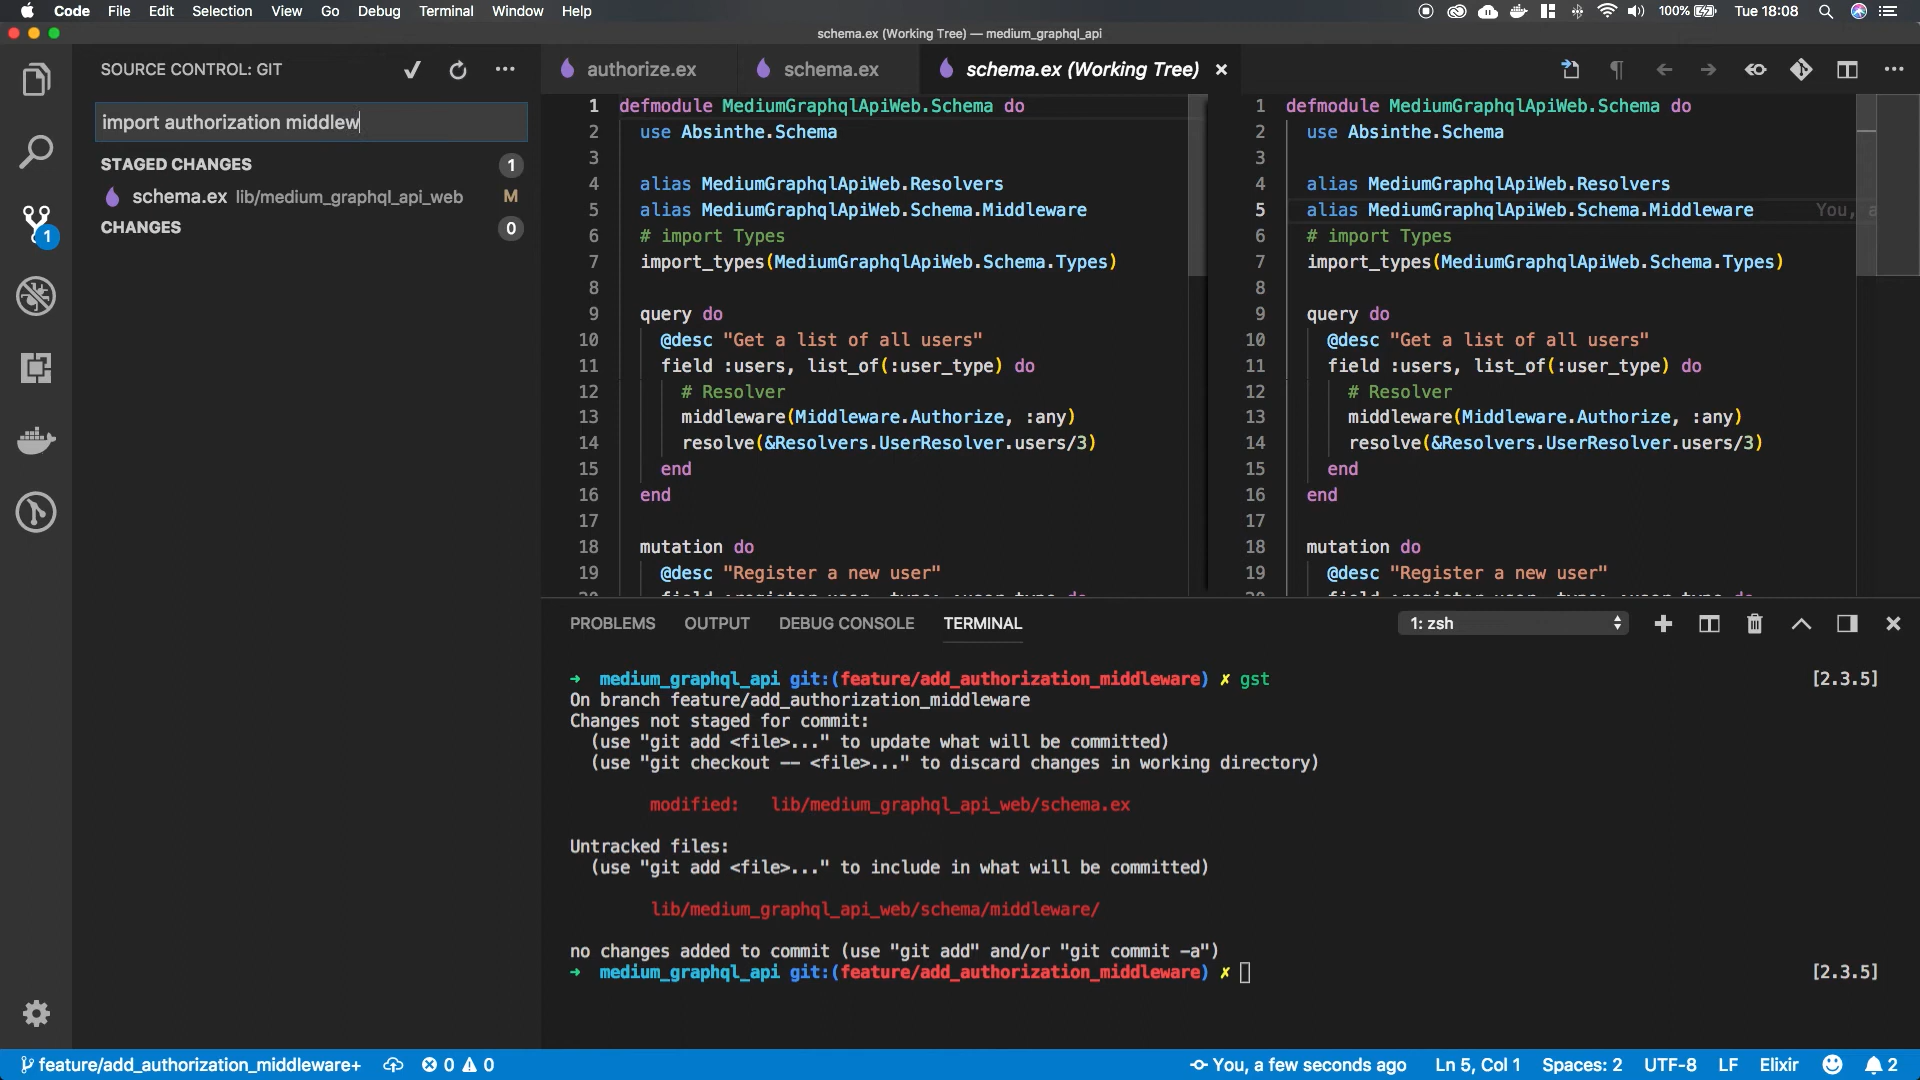 Code File Edit Selection View Go Debug Terminal Window Help 100% Tue 18:08
schema.ex (Working Tree) — medium_graphql_api
SOURCE CONTROL: GIT
authorize.ex schema.ex schema.ex (Working Tree)
import authorization middlew
STAGED CHANGES 1
schema.ex lib/medium_graphql_api_web M
CHANGES 0
1
1 defmodule MediumGraphqlApiWeb.Schema do
2 use Absinthe.Schema
3
4 alias MediumGraphqlApiWeb.Resolvers
5 alias MediumGraphqlApiWeb.Schema.Middleware
6 # import Types
7 import_types(MediumGraphqlApiWeb.Schema.Types)
8
9 query do
10 @desc "Get a list of all users"
11 field :users, list_of(:user_type) do
12 # Resolver
13 middleware(Middleware.Authorize, :any)
14 resolve(&Resolvers.UserResolver.users/3)
15 end
16 end
17
18 mutation do
19 @desc "Register a new user"
1 defmodule MediumGraphqlApiWeb.Schema do
2 use Absinthe.Schema
3
4 alias MediumGraphqlApiWeb.Resolvers
5 alias MediumGraphqlApiWeb.Schema.Middleware You, a
6 # import Types
7 import_types(MediumGraphqlApiWeb.Schema.Types)
8
9 query do
10 @desc "Get a list of all users"
11 field :users, list_of(:user_type) do
12 # Resolver
13 middleware(Middleware.Authorize, :any)
14 resolve(&Resolvers.UserResolver.users/3)
15 end
16 end
17
18 mutation do
19 @desc "Register a new user"
PROBLEMS OUTPUT DEBUG CONSOLE TERMINAL 1: zsh
➜ medium_graphql_api git:(feature/add_authorization_middleware) ✗ gst [2.3.5]
On branch feature/add_authorization_middleware
Changes not staged for commit:
(use "git add <file>..." to update what will be committed)
(use "git checkout -- <file>..." to discard changes in working directory)
modified: lib/medium_graphql_api_web/schema.ex
Untracked files:
(use "git add <file>..." to include in what will be committed)
lib/medium_graphql_api_web/schema/middleware/
no changes added to commit (use "git add" and/or "git commit -a")
➜ medium_graphql_api git:(feature/add_authorization_middleware) ✗ [2.3.5]
feature/add_authorization_middleware+ 0 0 You, a few seconds ago Ln 5, Col 1 Spaces: 2 UTF-8 LF Elixir 2